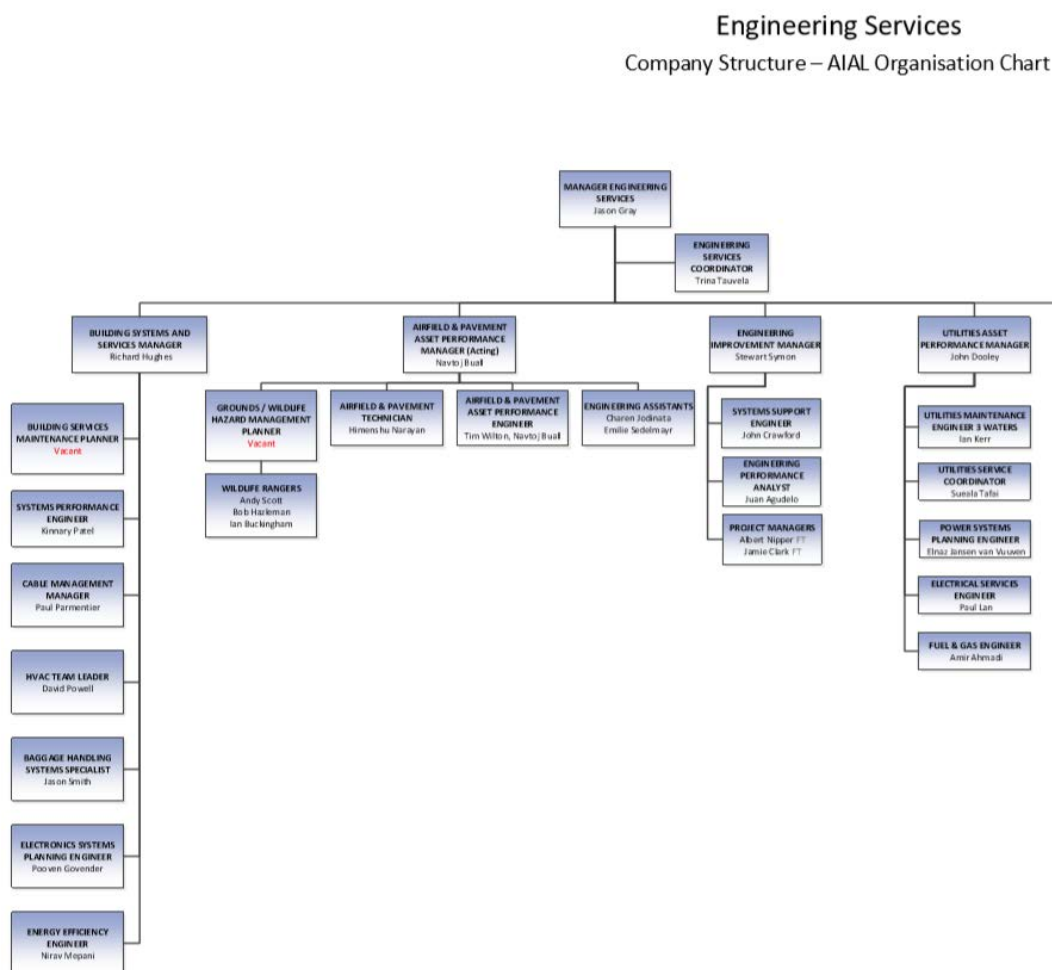 Engineering Services
Company Structure – AIAL Organisation Chart
MANAGER ENGINEERING
SERVICES
Jason Gray
ENGINEERING
SERVICES
COORDINATOR
Trina Tauvela
BUILDING SYSTEMS AND
SERVICES MANAGER
Richard Hughes
AIRFIELD & PAVEMENT
ASSET PERFORMANCE
MANAGER (Acting)
Navtoj Bual
ENGINEERING
IMPROVEMENT MANAGER
Stewart Symon
UTILITIES ASSET
PERFORMANCE MANAGER
John Dooley
BUILDING SERVICES
MAINTENANCE PLANNER
Vacant
SYSTEMS PERFORMANCE
ENGINEER
Kinnary Patel
CABLE MANAGEMENT
MANAGER
Paul Parmentier
HVAC TEAM LEADER
David Powell
BAGGAGE HANDLING
SYSTEMS SPECIALIST
Jason Smith
ELECTRONICS SYSTEMS
PLANNING ENGINEER
Pooven Govender
ENERGY EFFICIENCY
ENGINEER
Nirav Mepani
GROUNDS / WILDLIFE
HAZARD MANAGEMENT
PLANNER
Vacant
WILDLIFE RANGERS
Andy Scott
Bob Harleman
Ian Buckingham
AIRFIELD & PAVEMENT
TECHNICIAN
Himenshu Narayan
AIRFIELD & PAVEMENT
ASSET PERFORMANCE
ENGINEER
Tim Wilton, Navtoj Bual
ENGINEERING ASSISTANTS
Charen Jodinata
Emilie Sedelmayr
SYSTEMS SUPPORT
ENGINEER
John Crawford
ENGINEERING
PERFORMANCE
ANALYST
Juan Agudelo
PROJECT MANAGERS
Albert Nipper FT
Jamie Clark FT
UTILITIES MAINTENANCE
ENGINEER 3 WATERS
Ian Kerr
UTILITIES SERVICE
COORDINATOR
Sueala Tafai
POWER SYSTEMS
PLANNING ENGINEER
Elnaz Jansen van Vuuven
ELECTRICAL SERVICES
ENGINEER
Paul Lan
FUEL & GAS ENGINEER
Amir Ahmadi